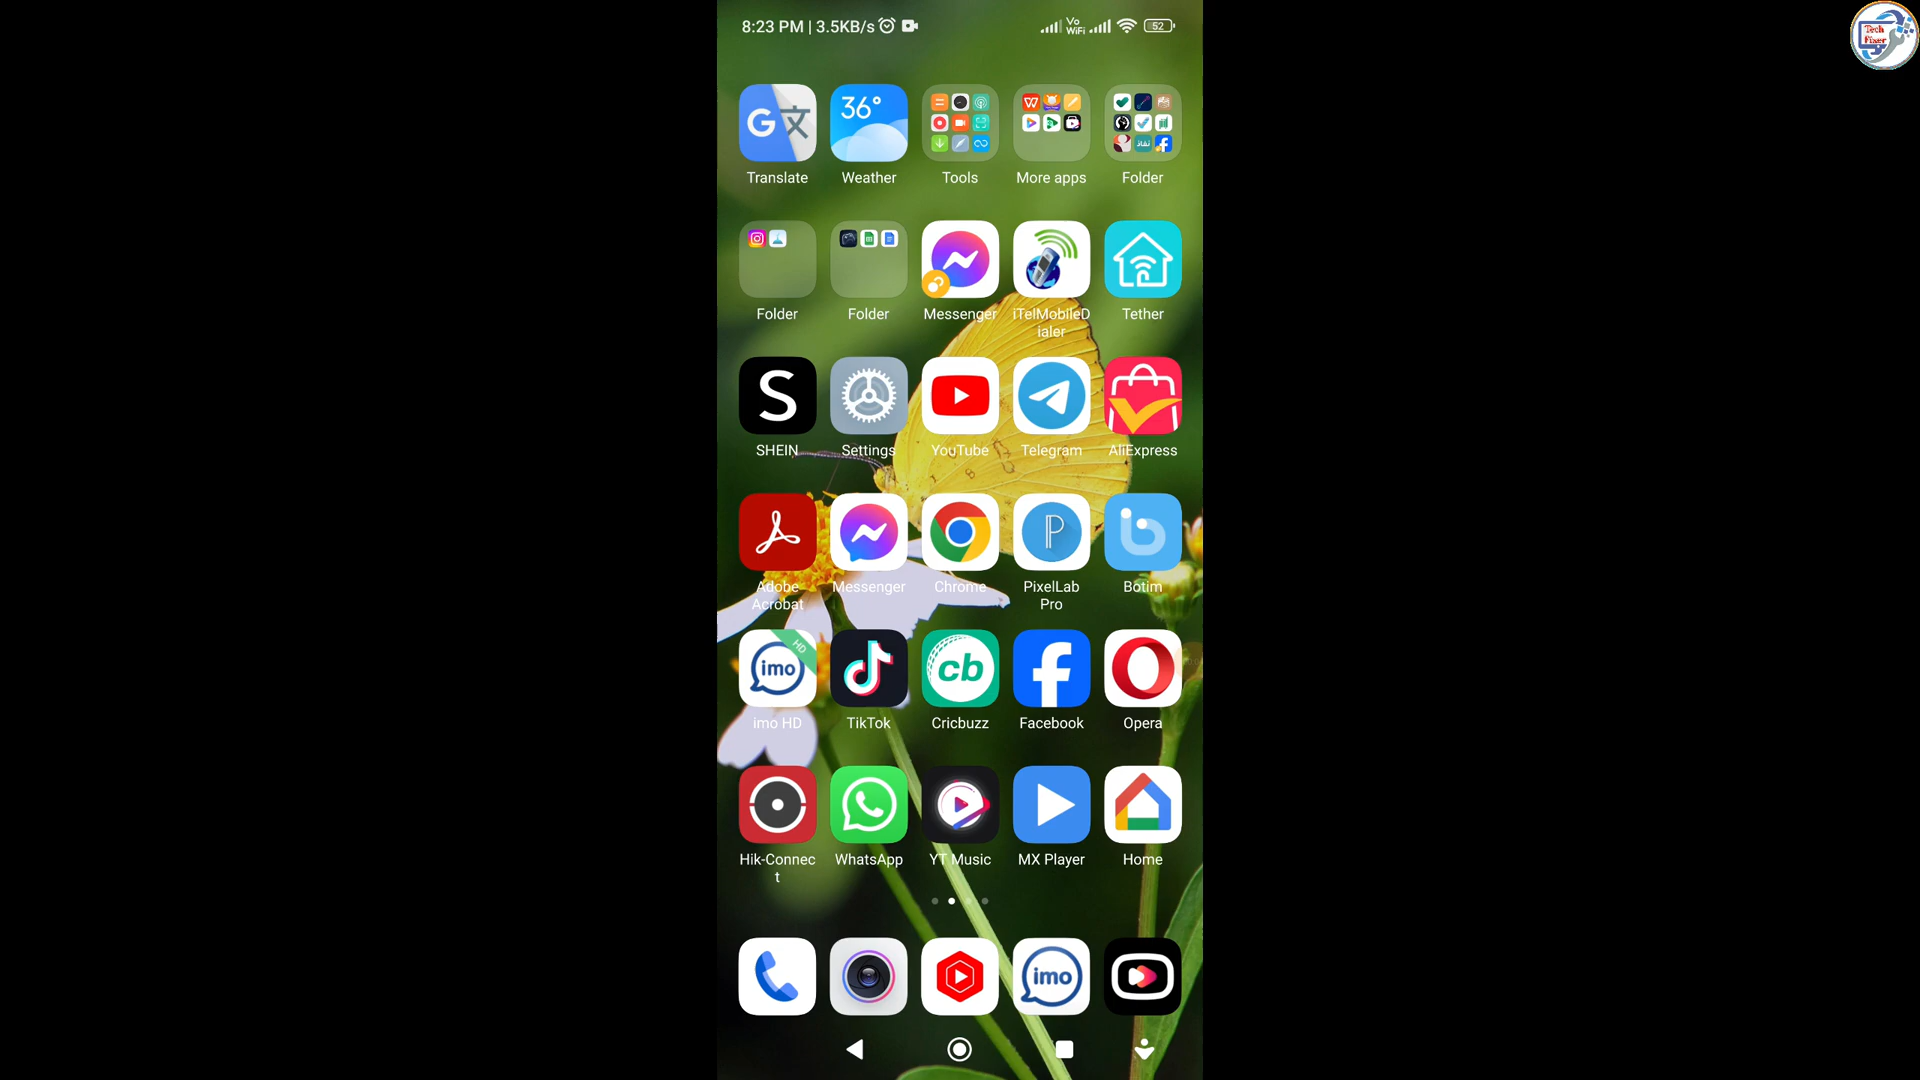 8:23 PM | 3.5KB/s
Vo
WiFi
52
Tech
Fixer
36°
Translate
Weather
Tools
More apps
Folder
Folder
Folder
Messenger
iTelMobileD
ialer
Tether
S
SHEIN
Settings
YouTube
Telegram
AliExpress
P
b
Adobe
Acrobat
Messenger
Chrome
PixelLab
Pro
Botim
imo
HD
cb
imo HD
TikTok
Cricbuzz
Facebook
Opera
Hik-Connec
t
WhatsApp
YT Music
MX Player
Home
imo